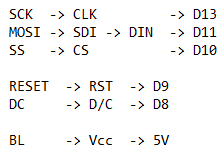 SCK -> CLK -> D13
MOSI -> SDI -> DIN -> D11
SS -> CS -> D10
RESET -> RST -> D9
DC -> D/C -> D8
BL -> Vcc -> 5V